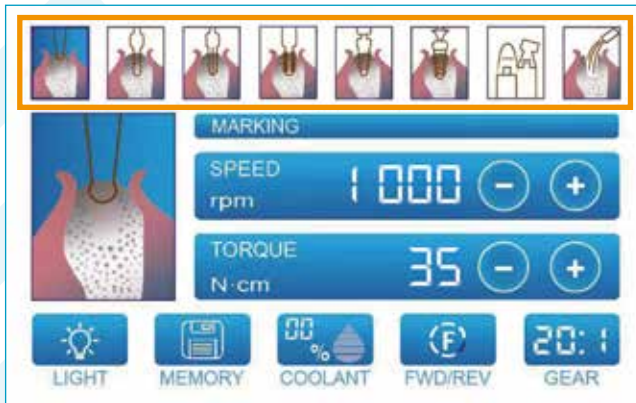 MARKING
SPEED
rpm
1000
TORQUE
N·cm
35
00
%
F
20:1
LIGHT
MEMORY
COOLANT
FWD/REV
GEAR